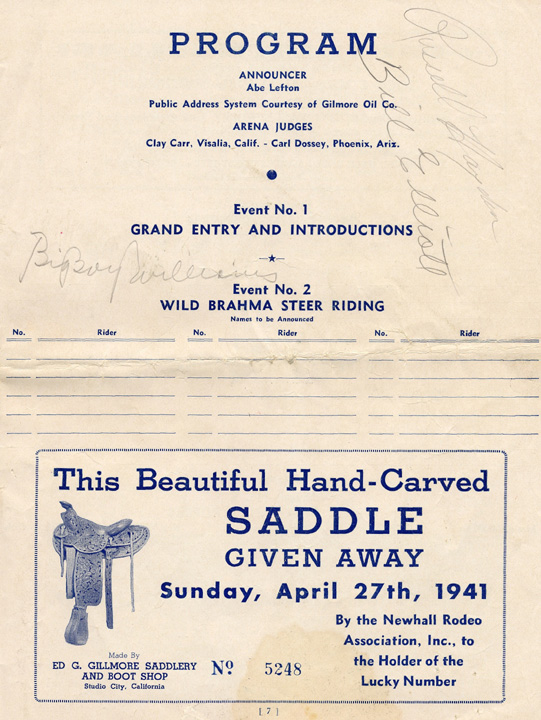 PROGRAM
ANNOUNCER
Abe Lefton
Public Address System Courtesy of Gilmore Oil Co.
ARENA JUDGES
Clay Carr, Visalia, Calif. - Carl Dossey, Phoenix, Ariz.
Russell Hayden
Bill Elliott
Event No. 1
GRAND ENTRY AND INTRODUCTIONS
Big Boy Williams
Event No. 2
WILD BRAHMA STEER RIDING
Names to be Announced
No. Rider No. Rider No. Rider
This Beautiful Hand-Carved
SADDLE
GIVEN AWAY
Sunday, April 27th, 1941
By the Newhall Rodeo
Association, Inc., to
the Holder of the
Lucky Number
Made By
ED G. GILLMORE SADDLERY
AND BOOT SHOP
Studio City, California
Nº 5248
[ 7 ]